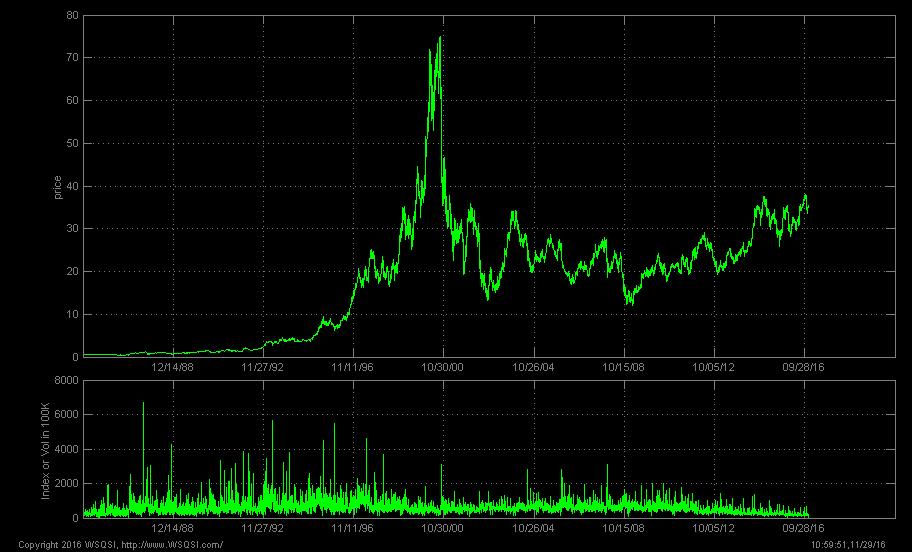 80
70
60
50
40
30
20
10
0
price
12/14/88 11/27/92 11/11/96 10/30/00 10/26/04 10/15/08 10/05/12 09/28/16
8000
6000
4000
2000
0
Index or Vol in 100K
12/14/88 11/27/92 11/11/96 10/30/00 10/26/04 10/15/08 10/05/12 09/28/16
Copyright 2016 WSQSI, http://www.WSQSI.com/ 10:59:51,11/29/16